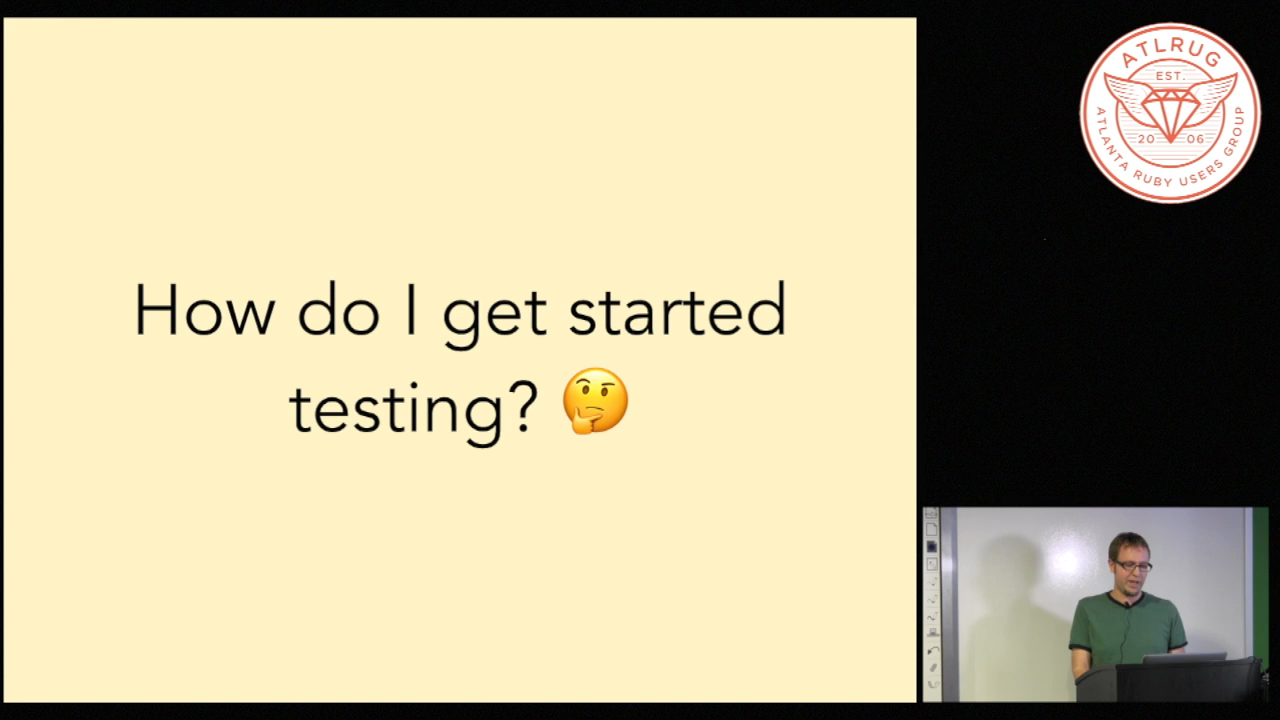 How do I get started
testing? 🤔
ATLRUG
EST.
20 06
ATLANTA RUBY USERS GROUP